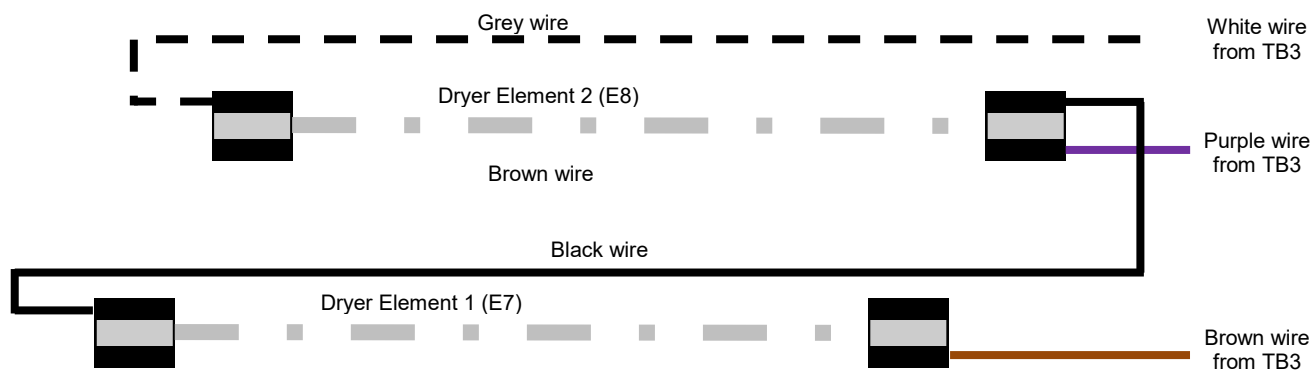 Grey wire
White wire
from TB3
Dryer Element 2 (E8)
Purple wire
from TB3
Brown wire
Black wire
Dryer Element 1 (E7)
Brown wire
from TB3